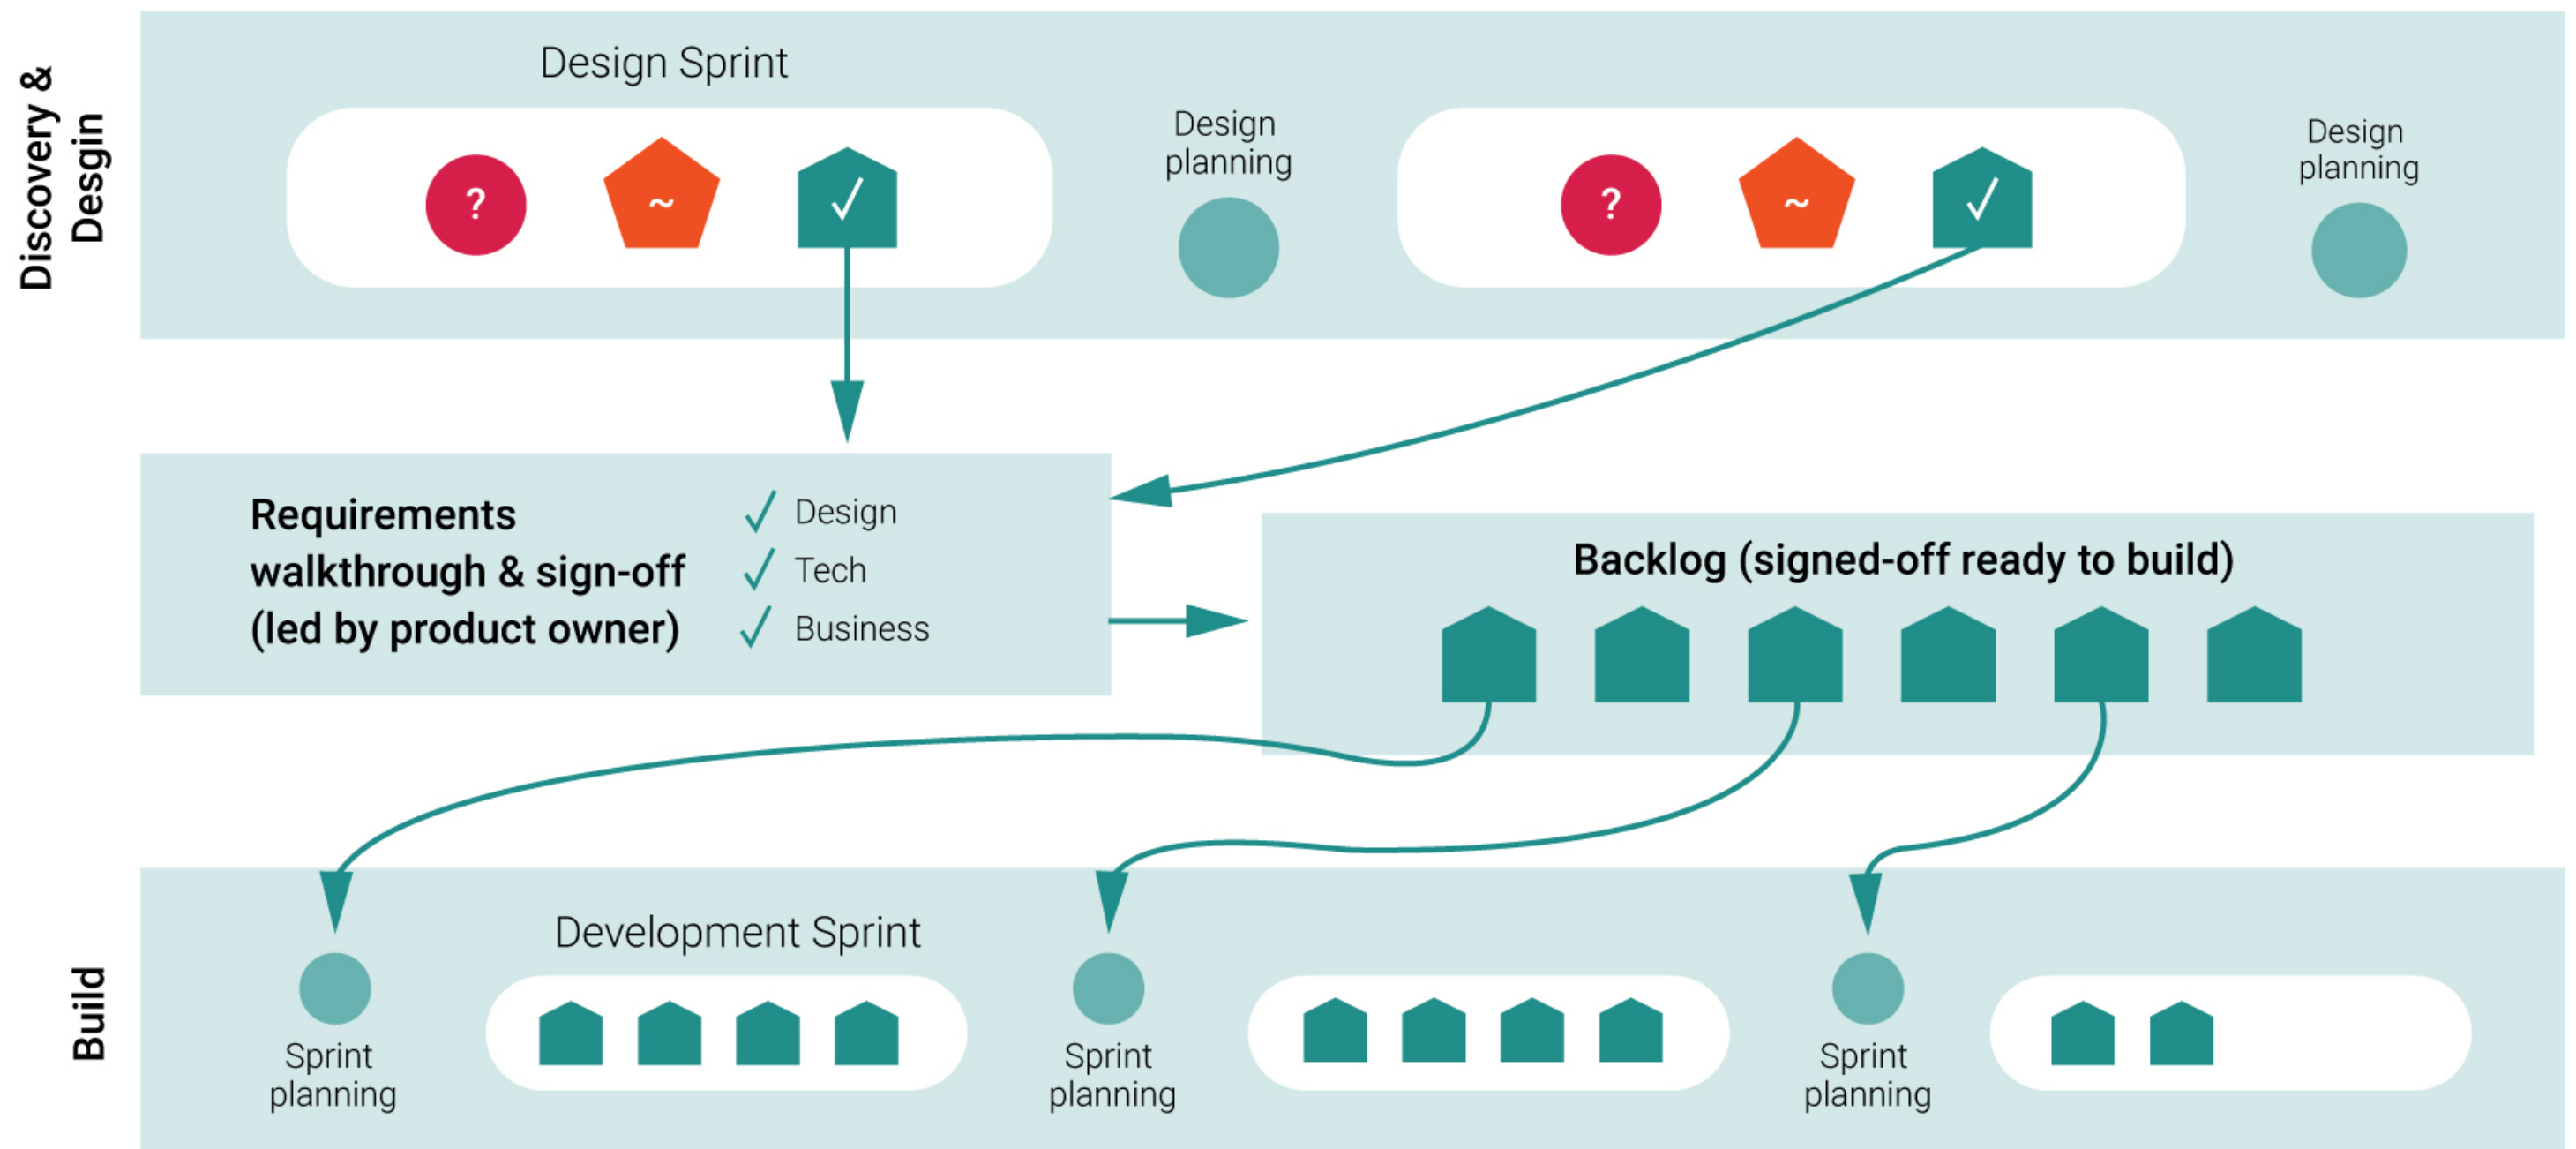 Discovery &
Desgin
Design Sprint
? ~ ✓
Design
planning
? ~ ✓
Design
planning
Requirements
walkthrough & sign-off
(led by product owner)
✓ Design
✓ Tech
✓ Business
Backlog (signed-off ready to build)
Build
Development Sprint
Sprint
planning
Sprint
planning
Sprint
planning